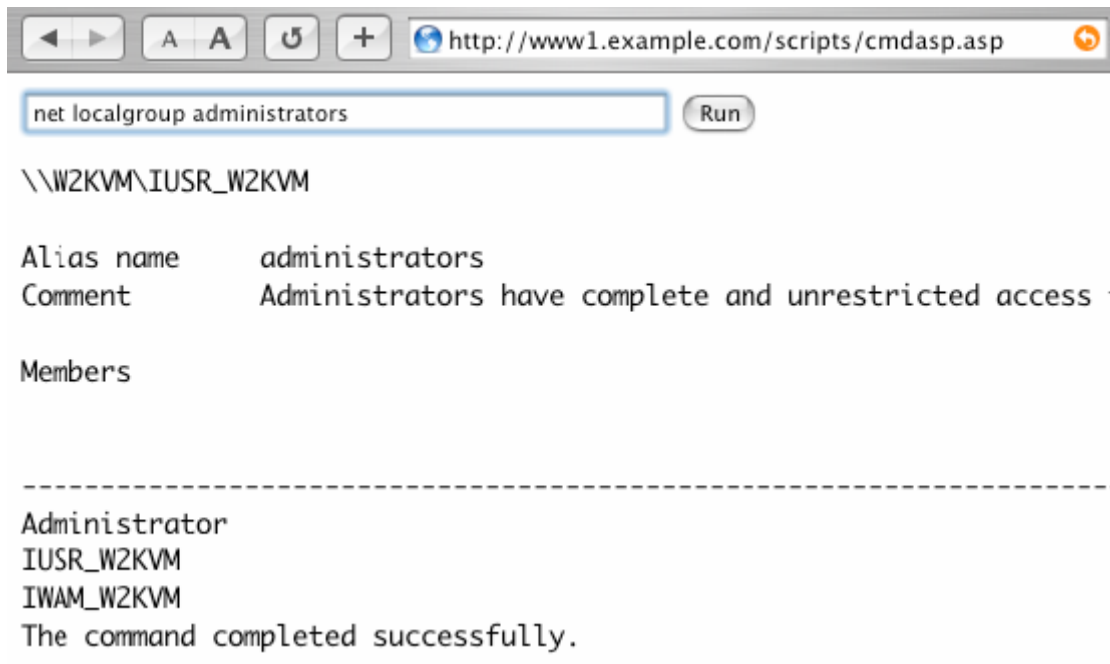 A A + http://www1.example.com/scripts/cmdasp.asp
net localgroup administrators Run
\\W2KVM\IUSR_W2KVM
Alias name administrators
Comment Administrators have complete and unrestricted access
Members
--------------------------------------------------------------------
Administrator
IUSR_W2KVM
IWAM_W2KVM
The command completed successfully.